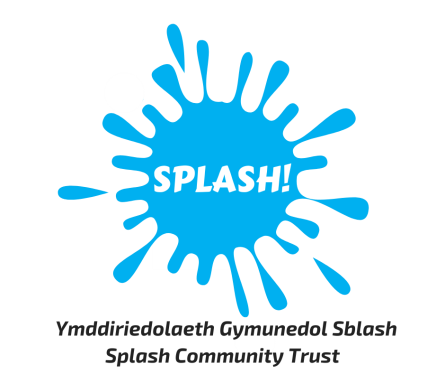 SPLASH!
Ymddiriedolaeth Gymunedol Sblash
Splash Community Trust